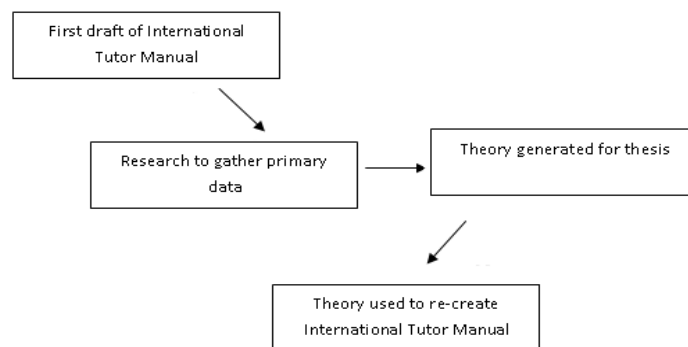 First draft of International
Tutor Manual
Research to gather primary
data
Theory generated for thesis
Theory used to re-create
International Tutor Manual